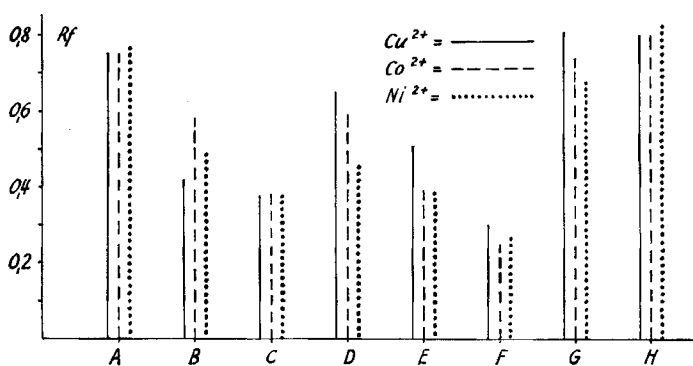 Rf
0,8
0,6
0,4
0,2
Cu²⁺=
Co²⁺=
Ni²⁺=
A B C D E F G H